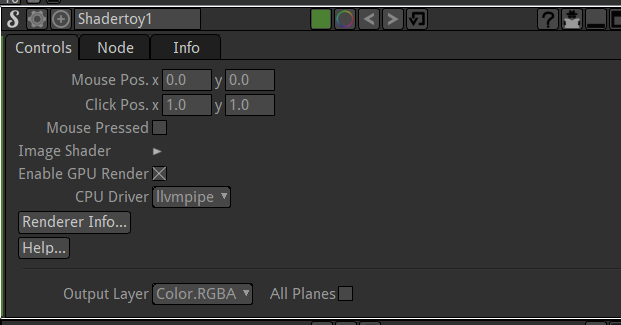 Shadertoy1
Controls Node Info
Mouse Pos. x 0.0 y 0.0
Click Pos. x 1.0 y 1.0
Mouse Pressed
Image Shader
Enable GPU Render
CPU Driver llvmpipe
Renderer Info...
Help...
Output Layer Color.RGBA All Planes